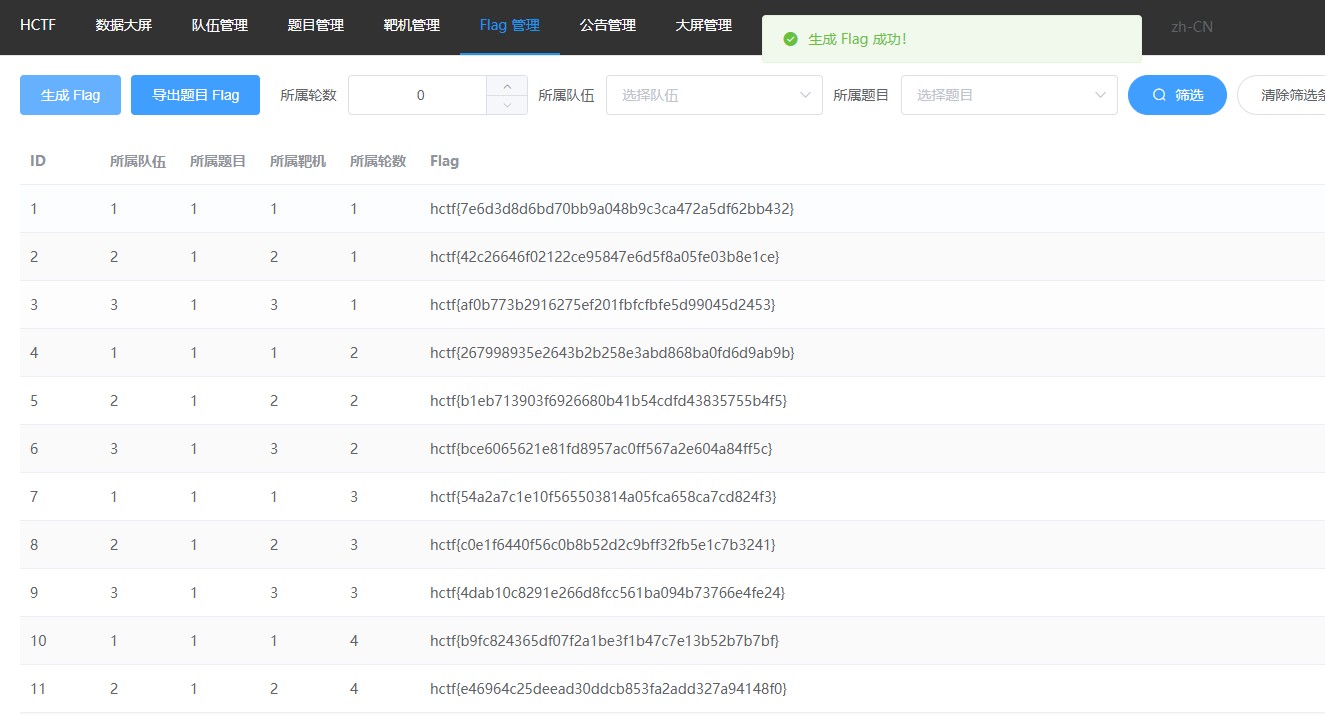 HCTF 数据大屏 队伍管理 题目管理 靶机管理 Flag 管理 公告管理 大屏管理 zh-CN
生成 Flag 成功!
生成 Flag 导出题目 Flag 所属轮数 0 所属队伍 选择队伍 所属题目 选择题目 筛选 清除筛选条
ID 所属队伍 所属题目 所属靶机 所属轮数 Flag
1 1 1 1 1 hctf{7e6d3d8d6bd70bb9a048b9c3ca472a5df62bb432}
2 2 1 2 1 hctf{42c26646f02122ce95847e6d5f8a05fe03b8e1ce}
3 3 1 3 1 hctf{af0b773b2916275ef201fbfcfbfe5d99045d2453}
4 1 1 1 2 hctf{267998935e2643b2b258e3abd868ba0fd6d9ab9b}
5 2 1 2 2 hctf{b1eb713903f6926680b41b54cdfd43835755b4f5}
6 3 1 3 2 hctf{bce6065621e81fd8957ac0ff567a2e604a84ff5c}
7 1 1 1 3 hctf{54a2a7c1e10f565503814a05fca658ca7cd824f3}
8 2 1 2 3 hctf{c0e1f6440f56c0b8b52d2c9bff32fb5e1c7b3241}
9 3 1 3 3 hctf{4dab10c8291e266d8fcc561ba094b73766e4fe24}
10 1 1 1 4 hctf{b9fc824365df07f2a1be3f1b47c7e13b52b7b7bf}
11 2 1 2 4 hctf{e46964c25deead30ddcb853fa2add327a94148f0}